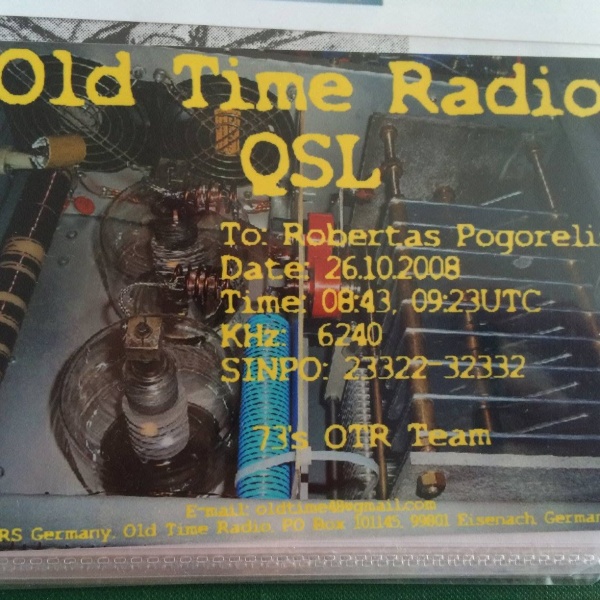 Old Time Radio
QSL
To: Robertas Pogoreli
Date: 26.10.2008
Time: 08:43, 09:23UTC
KHz: 6240
SINPO: 23322-32332
73's OTR Team
E-mail: oldtime48@gmail.com
RS Germany, Old Time Radio, PO Box 101145, 99801 Eisenach, German